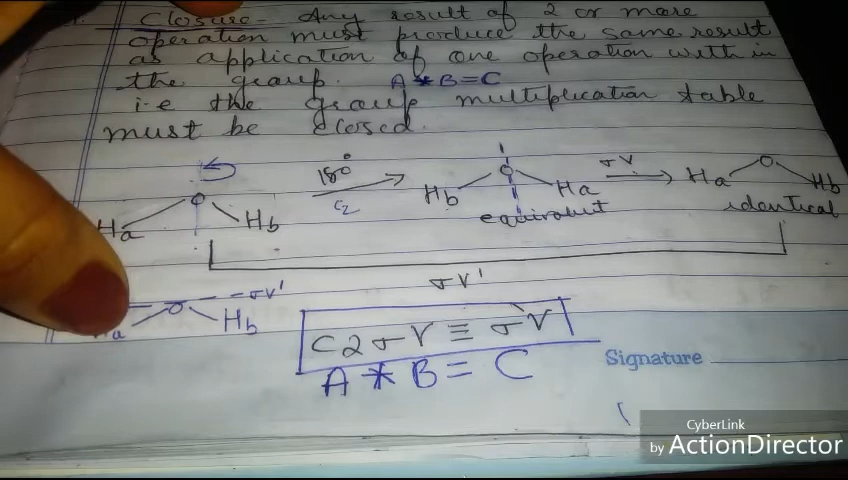 Closure- Any result of 2 or more
operation must produce the same result
as application of one operation with in
the group. A*B=C
i-e the group multiplication table
must be closed.
180° C2 σV
O Ha Hb
Hb O Ha
Ha O Hb
equivalent identical
σV'
Ha O Hb σV'
C2σV ≡ σV'
A * B = C
Signature
CyberLink
by ActionDirector